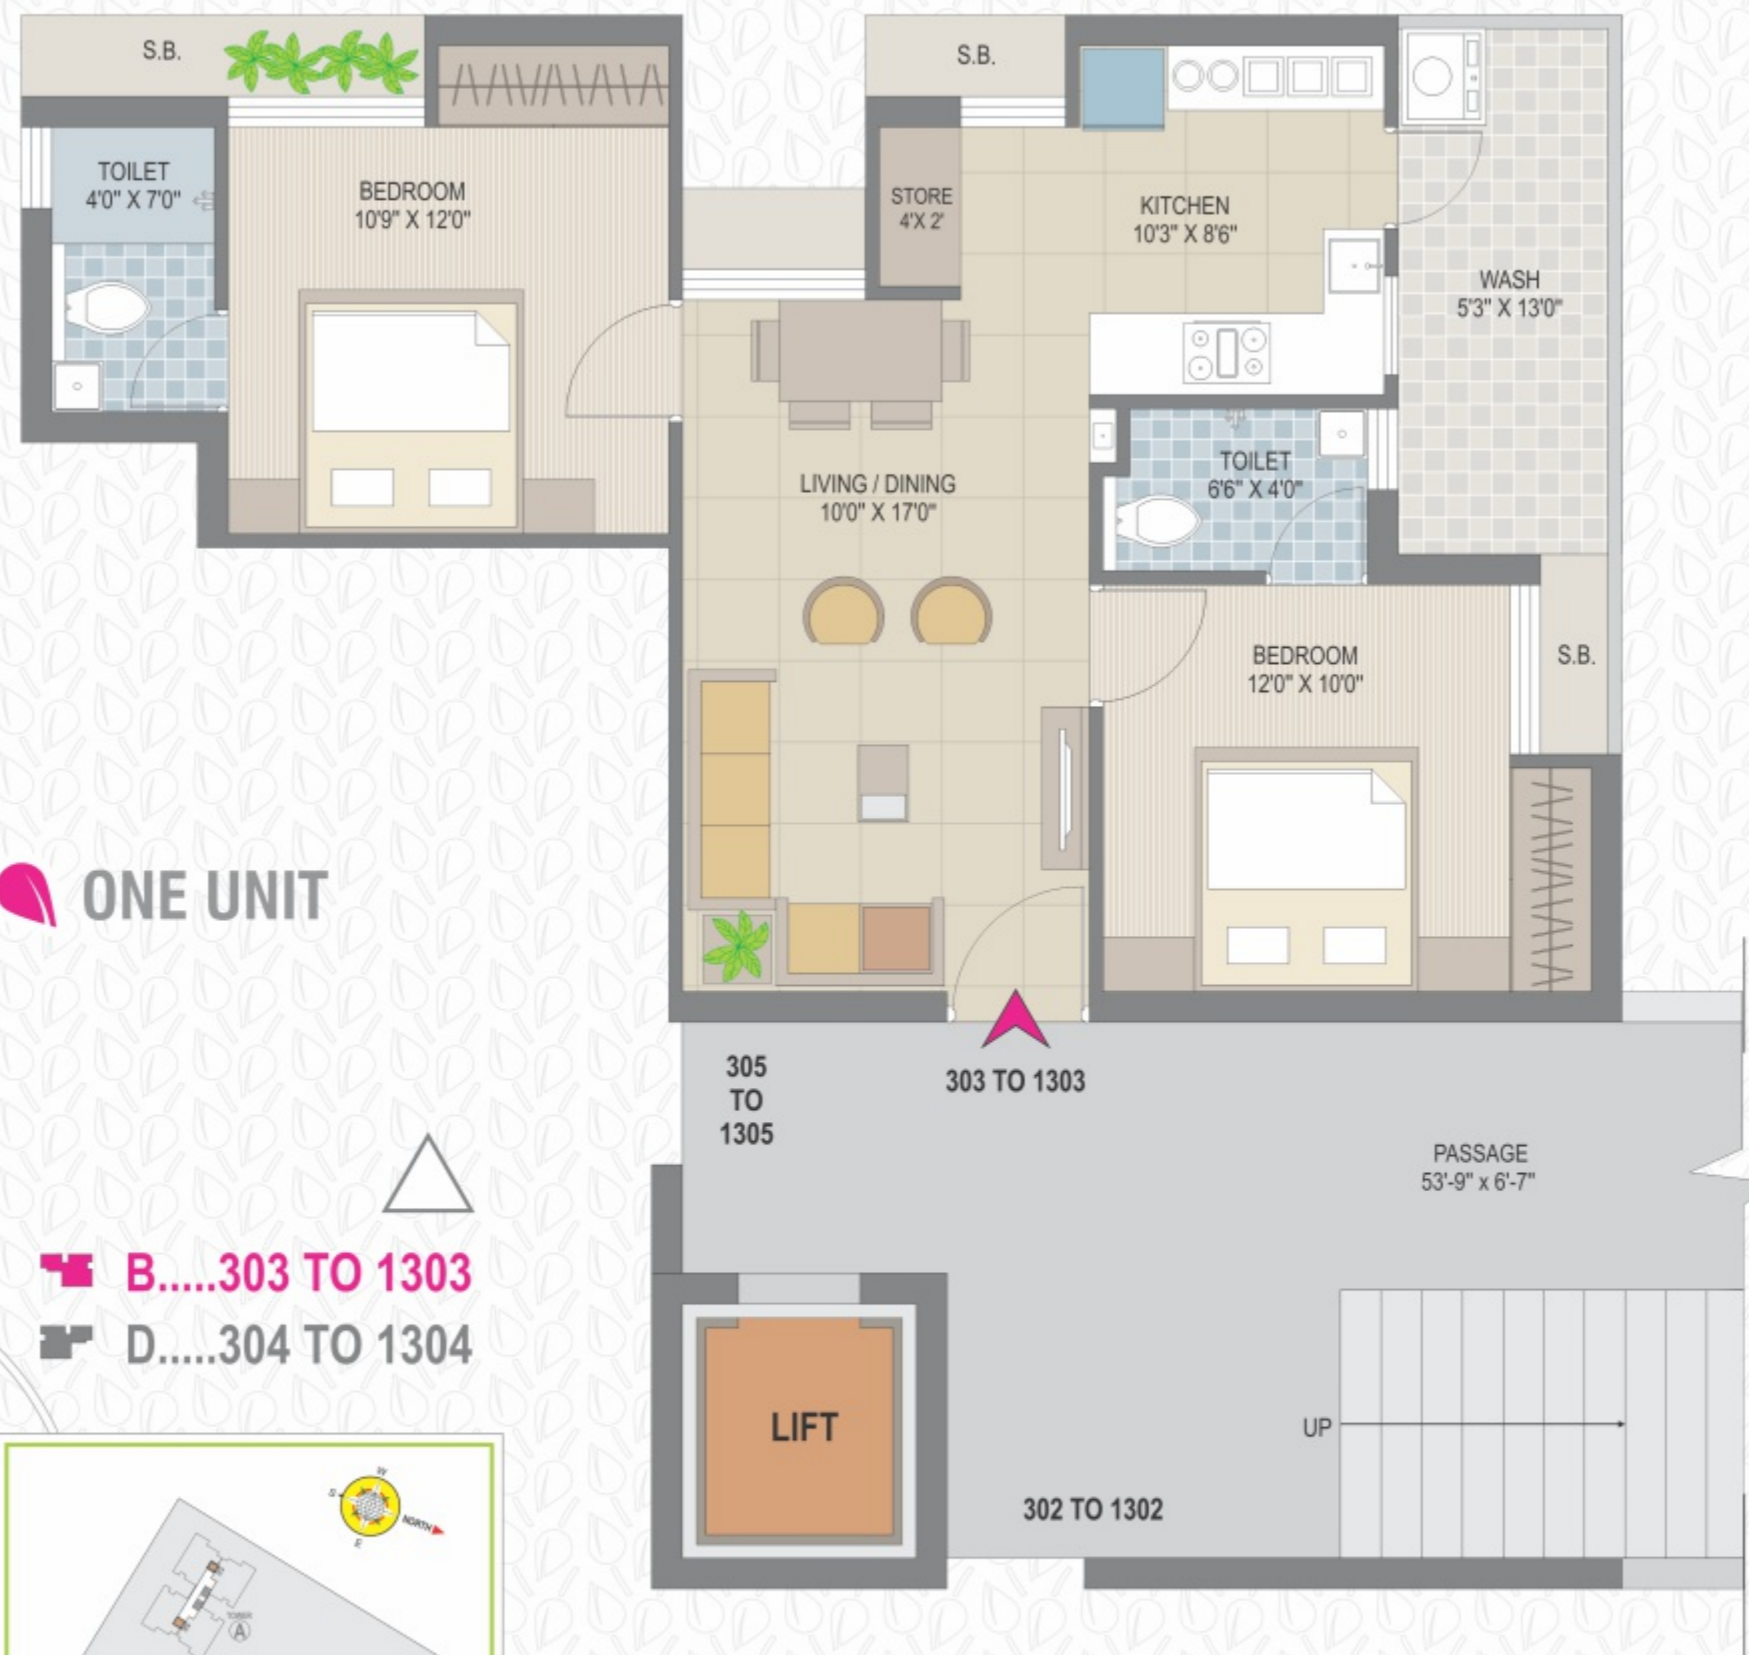 S.B.
S.B.
TOILET
4'0" X 7'0"
BEDROOM
10'9" X 12'0"
STORE
4'X 2'
KITCHEN
10'3" X 8'6"
WASH
5'3" X 13'0"
LIVING / DINING
10'0" X 17'0"
TOILET
6'6" X 4'0"
BEDROOM
12'0" X 10'0"
S.B.
ONE UNIT
305
TO
1305
303 TO 1303
PASSAGE
53'-9" x 6'-7"
B.....303 TO 1303
D.....304 TO 1304
LIFT
UP
302 TO 1302
W
S
NORTH
E
TOWER
A